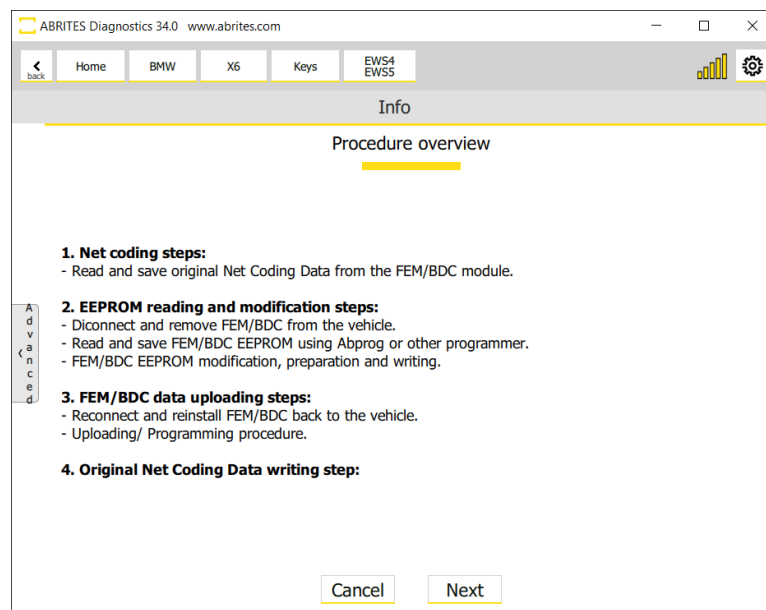 ABRITES Diagnostics 34.0 www.abrites.com
back
Home
BMW
X6
Keys
EWS4
EWS5
Info
Procedure overview
1. Net coding steps:
- Read and save original Net Coding Data from the FEM/BDC module.
2. EEPROM reading and modification steps:
- Diconnect and remove FEM/BDC from the vehicle.
- Read and save FEM/BDC EEPROM using Abprog or other programmer.
- FEM/BDC EEPROM modification, preparation and writing.
Advanced
3. FEM/BDC data uploading steps:
- Reconnect and reinstall FEM/BDC back to the vehicle.
- Uploading/ Programming procedure.
4. Original Net Coding Data writing step:
Cancel
Next